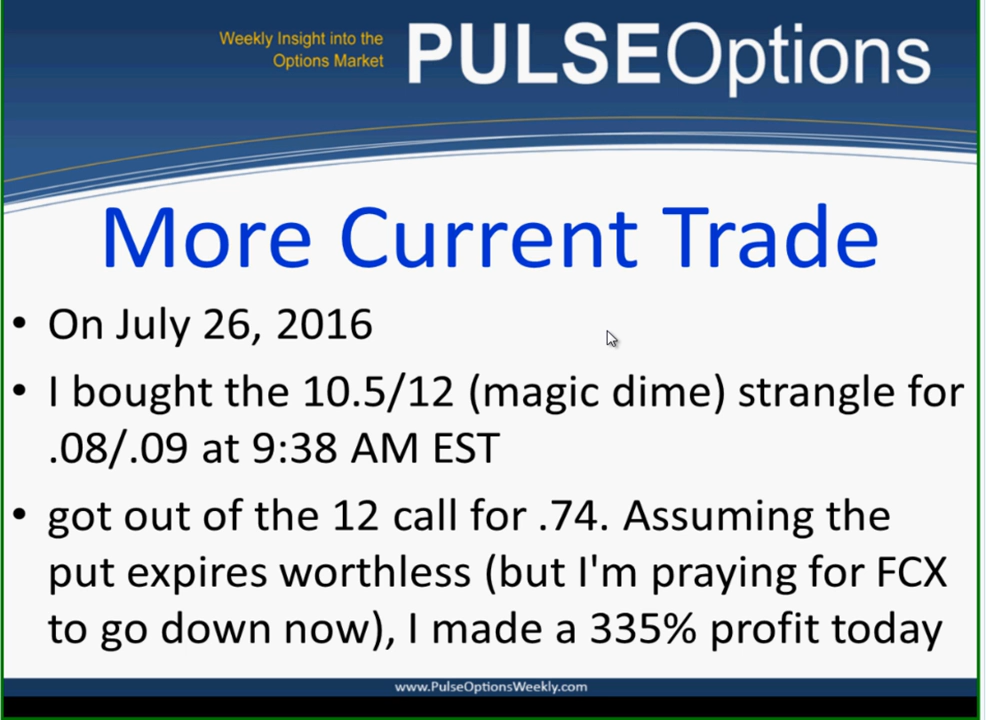 Weekly Insight into the
Options Market
PULSEOptions
More Current Trade
• On July 26, 2016
• I bought the 10.5/12 (magic dime) strangle for
.08/.09 at 9:38 AM EST
• got out of the 12 call for .74. Assuming the
put expires worthless (but I'm praying for FCX
to go down now), I made a 335% profit today
www.PulseOptionsWeekly.com